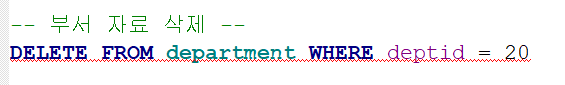 -- 부서 자료 삭제 --
DELETE FROM department WHERE deptid = 20